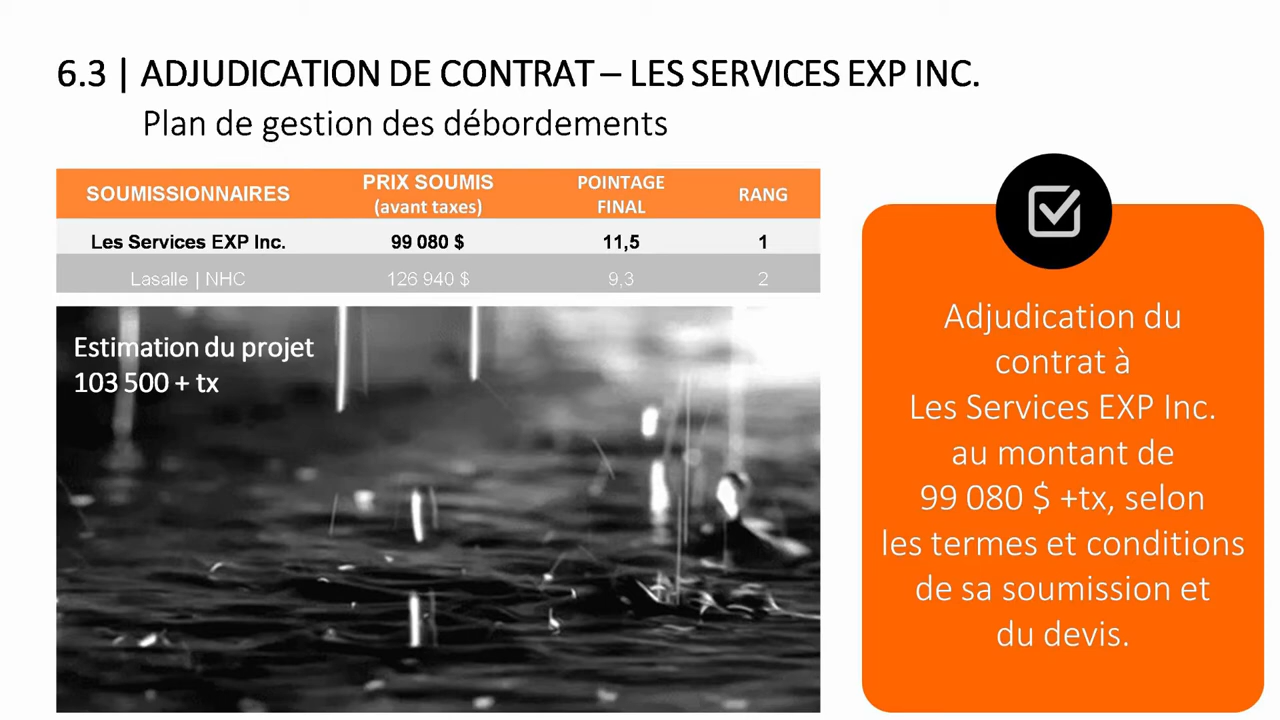 6.3 | ADJUDICATION DE CONTRAT – LES SERVICES EXP INC.
Plan de gestion des débordements
SOUMISSIONNAIRES PRIX SOUMIS (avant taxes) POINTAGE FINAL RANG
Les Services EXP Inc. 99 080 $ 11,5 1
Lasalle | NHC 126 940 $ 9,3 2
Estimation du projet
103 500 + tx
Adjudication du
contrat à
Les Services EXP Inc.
au montant de
99 080 $ +tx, selon
les termes et conditions
de sa soumission et
du devis.